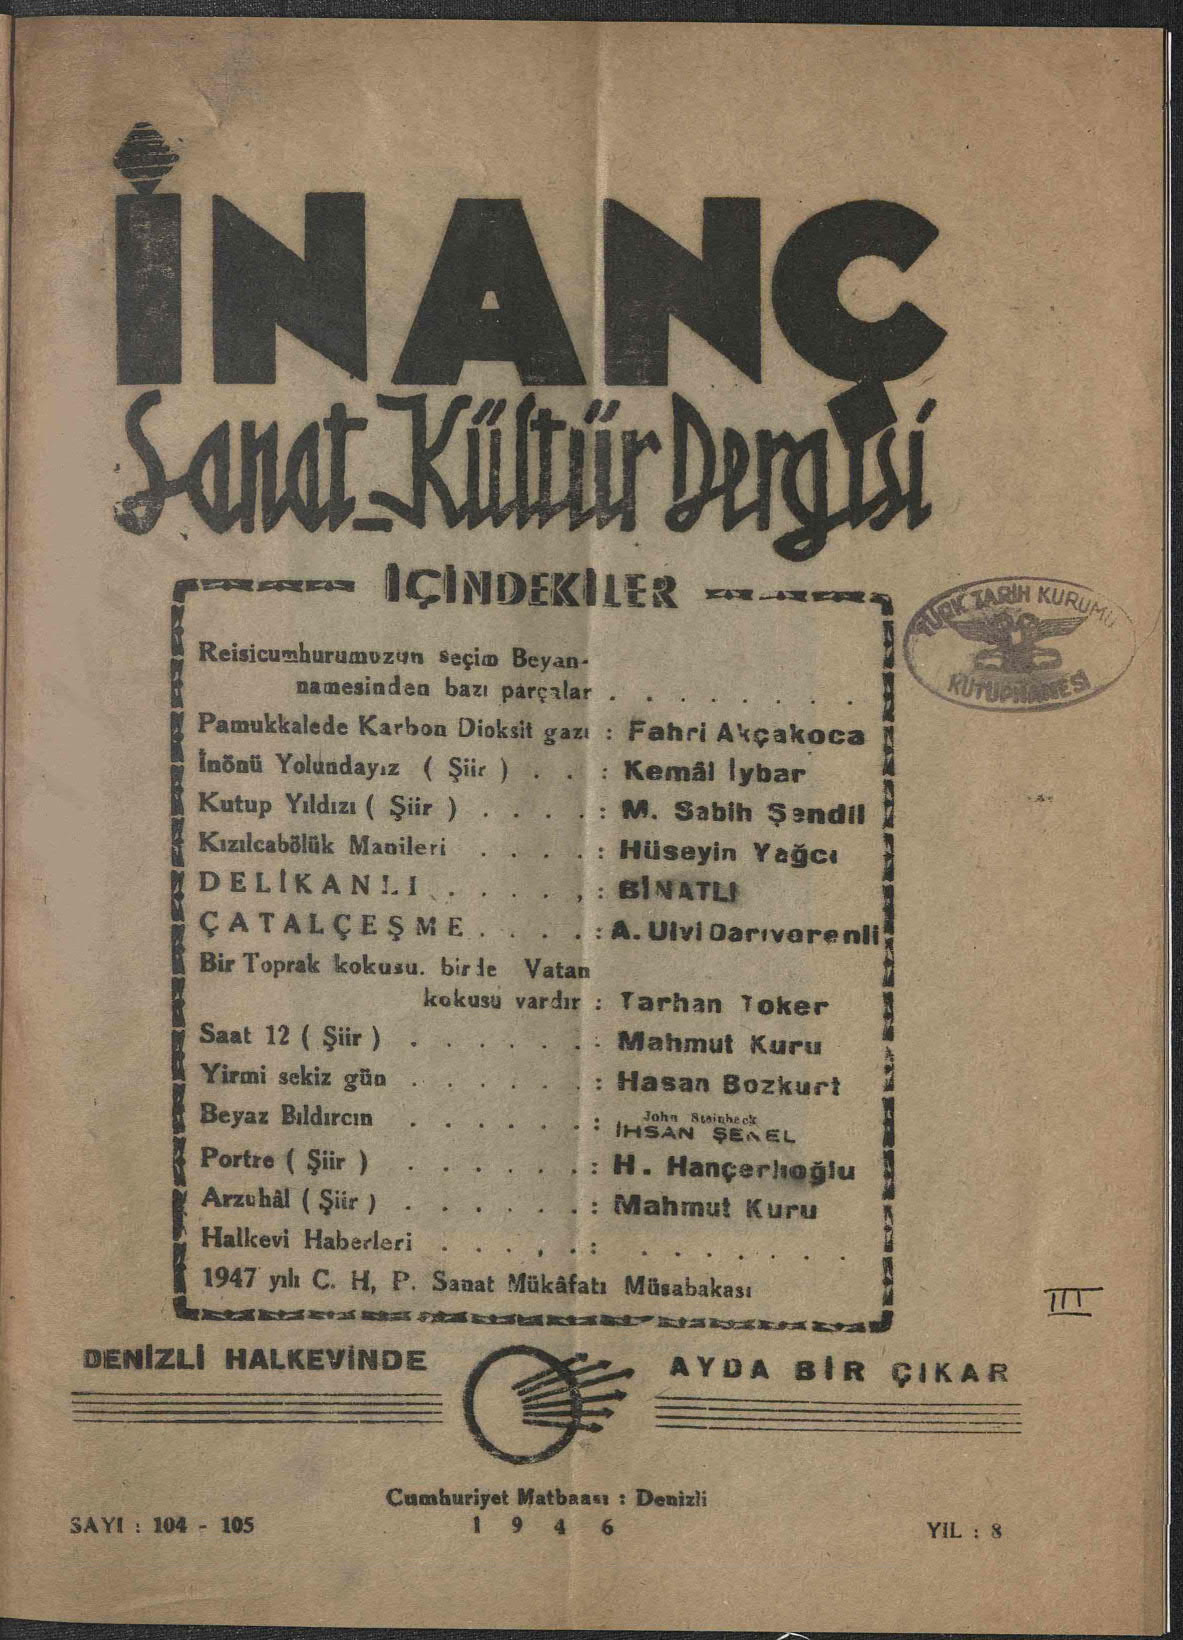 İNANÇ
Sanat-Kültür Dergisi
İÇİNDEKİLER
TÜRK TARİH KURUMU
KÜTÜPHANESİ
Reisicumhurumuzun seçim Beyan-
namesinden bazı parçalar . . . . . . . .
Pamukkalede Karbon Dioksit gazı : Fahri Akçakoca
İnönü Yolundayız ( Şiir ) . . : Kemâl İybar
Kutup Yıldızı ( Şiir ) . . . . : M. Sabih Şendil
Kızılcabölük Manileri . . . . : Hüseyin Yağcı
DELİKANLI . . . . . : BİNATLI
ÇATALÇEŞME . . . . : A. Ulvi Darıverenli
Bir Toprak kokusu. birde Vatan
kokusu vardır : Tarhan Toker
Saat 12 ( Şiir ) . . . . . . . Mahmut Kuru
Yirmi sekiz gün . . . . . . : Hasan Bozkurt
Beyaz Bıldırcın . . . . . . : John Steinbeck
İHSAN ŞENEL
Portre ( Şiir ) . . . . . . : H. Hançerlioğlu
Arzuhâl ( Şiir ) . . . . . . : Mahmut Kuru
Halkevi Haberleri . . . . . : . . . . . . .
1947 yılı C. H, P. Sanat Mükâfatı Müsabakası
III
DENİZLİ HALKEVİNDE
AYDA BİR ÇIKAR
Cumhuriyet Matbaası : Denizli
SAYI : 104 - 105
1 9 4 6
YIL : 8